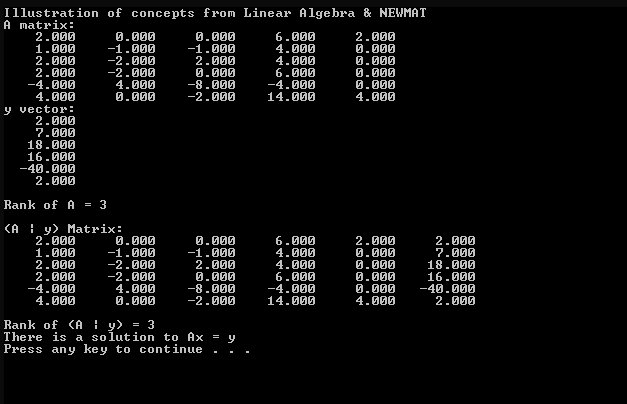 Illustration of concepts from Linear Algebra & NEWMAT
A matrix:
2.000 0.000 0.000 6.000 2.000
1.000 -1.000 -1.000 4.000 0.000
2.000 -2.000 2.000 4.000 0.000
2.000 -2.000 0.000 6.000 0.000
-4.000 4.000 -8.000 -4.000 0.000
4.000 0.000 -2.000 14.000 4.000
y vector:
2.000
7.000
18.000
16.000
-40.000
2.000
Rank of A = 3
(A ¦ y) Matrix:
2.000 0.000 0.000 6.000 2.000 2.000
1.000 -1.000 -1.000 4.000 0.000 7.000
2.000 -2.000 2.000 4.000 0.000 18.000
2.000 -2.000 0.000 6.000 0.000 16.000
-4.000 4.000 -8.000 -4.000 0.000 -40.000
4.000 0.000 -2.000 14.000 4.000 2.000
Rank of (A ¦ y) = 3
There is a solution to Ax = y
Press any key to continue . . .